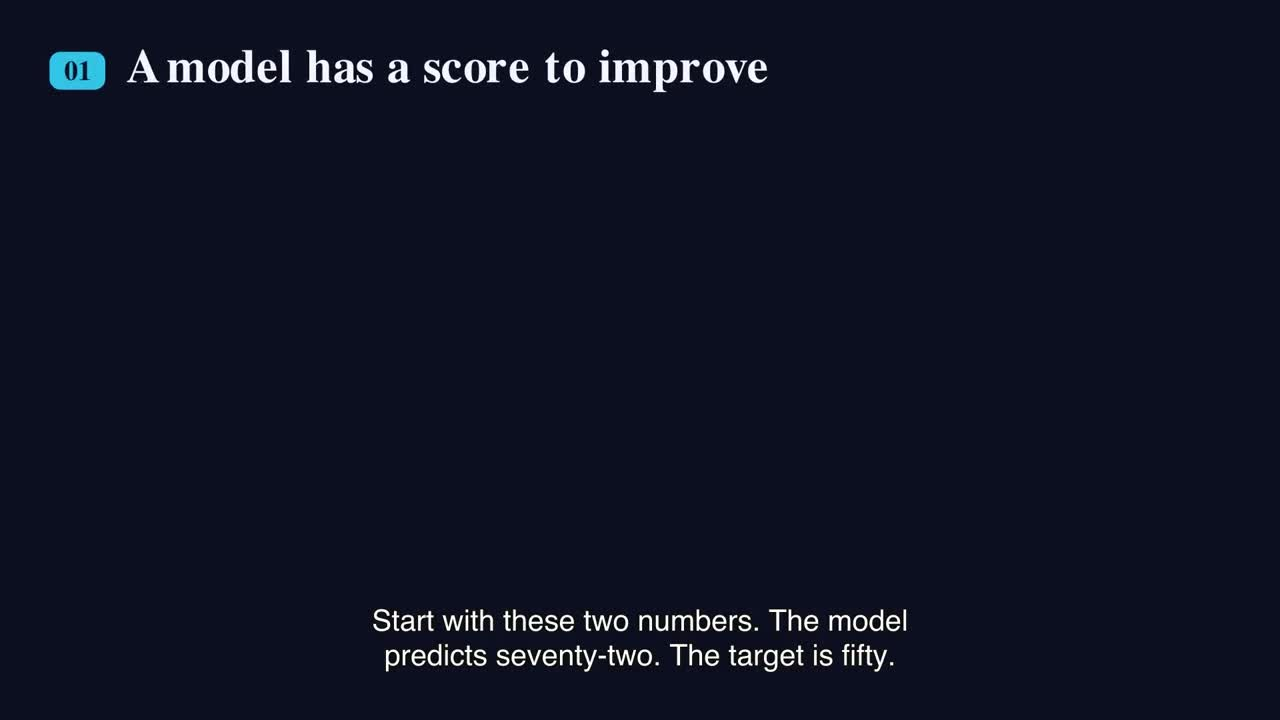 01 A model has a score to improve
Start with these two numbers. The model
predicts seventy-two. The target is fifty.